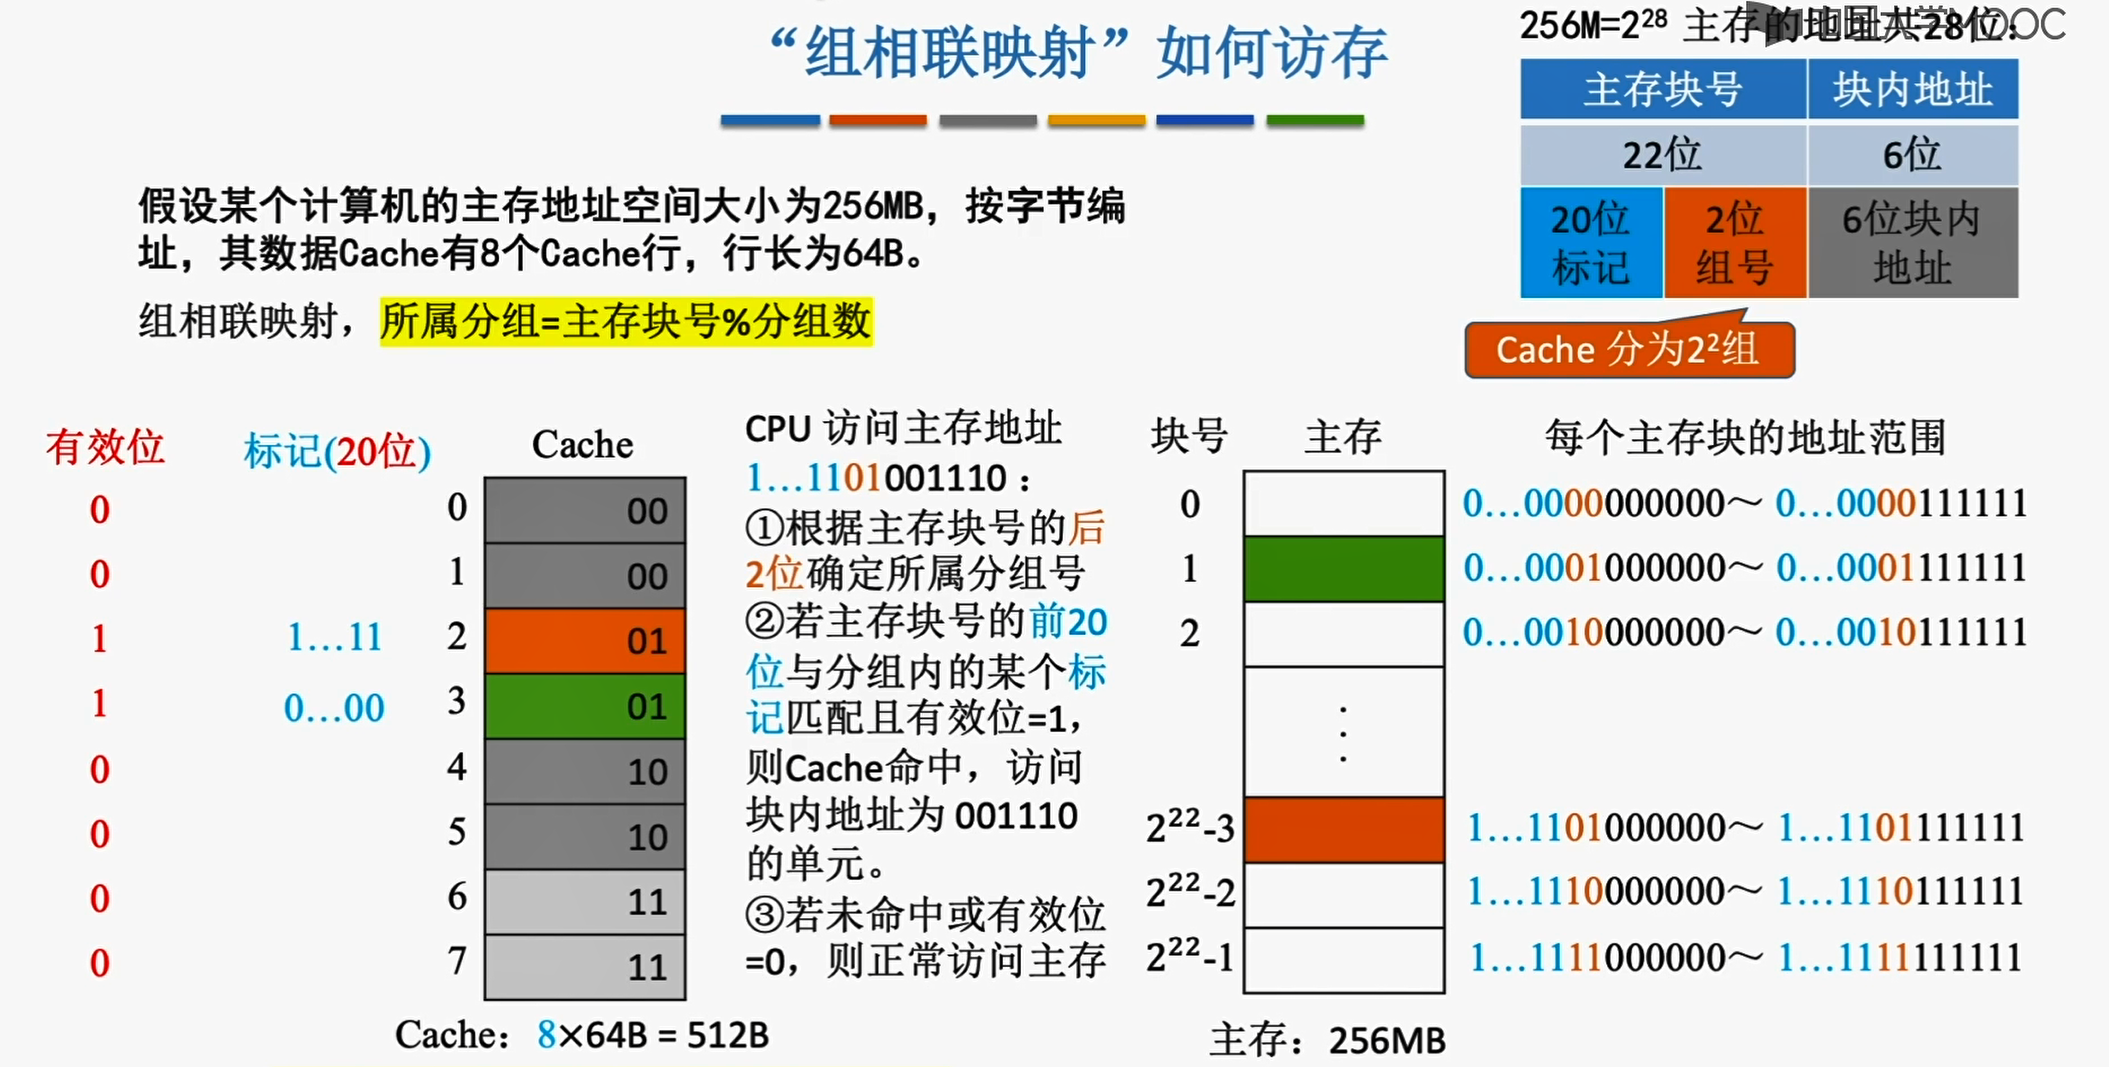 “组相联映射”如何访存
256M=2²⁸ 主存的地址共28位：
中国大学MOOC
主存块号 块内地址
22位 6位
20位标记 2位组号 6位块内地址
Cache 分为2²组
假设某个计算机的主存地址空间大小为256MB，按字节编
址，其数据Cache有8个Cache行，行长为64B。
组相联映射，所属分组=主存块号%分组数
有效位 标记(20位) Cache
0 0 00
0 1 00
1 1…11 2 01
1 0…00 3 01
0 4 10
0 5 10
0 6 11
0 7 11
Cache：8×64B = 512B
CPU 访问主存地址
1…1101001110：
①根据主存块号的后
2位确定所属分组号
②若主存块号的前20
位与分组内的某个标
记匹配且有效位=1，
则Cache命中，访问
块内地址为 001110
的单元。
③若未命中或有效位
=0，则正常访问主存
块号 主存 每个主存块的地址范围
0 0…0000000000～ 0…0000111111
1 0…0001000000～ 0…0001111111
2 0…0010000000～ 0…0010111111
⋮
2²²-3 1…1101000000～ 1…1101111111
2²²-2 1…1110000000～ 1…1110111111
2²²-1 1…1111000000～ 1…1111111111
主存：256MB